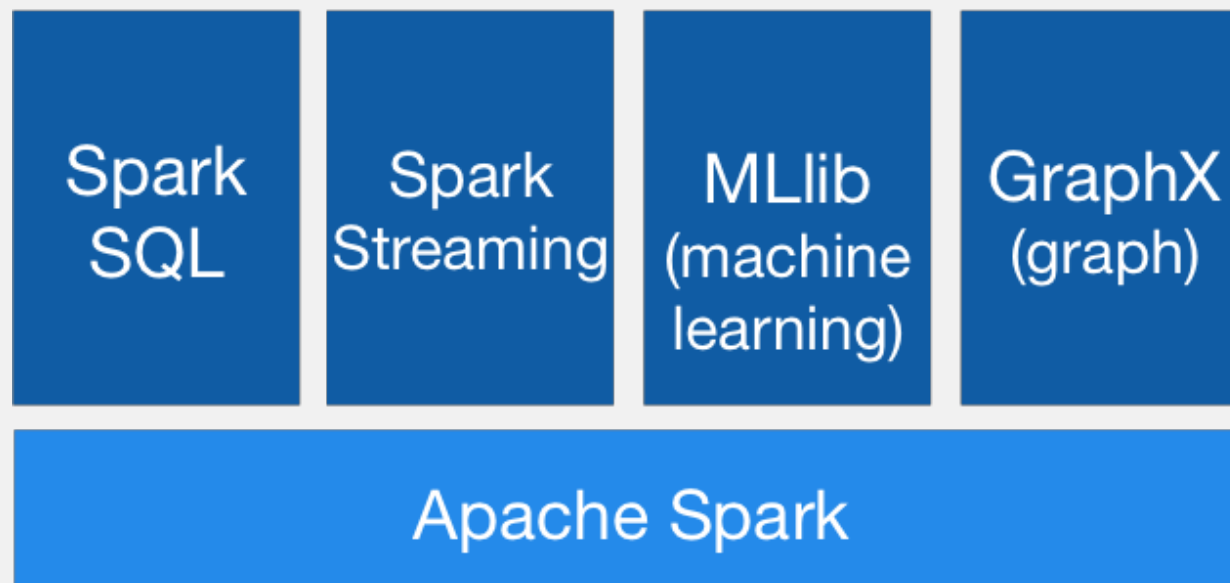 Spark
SQL
Spark
Streaming
MLlib
(machine
learning)
GraphX
(graph)
Apache Spark